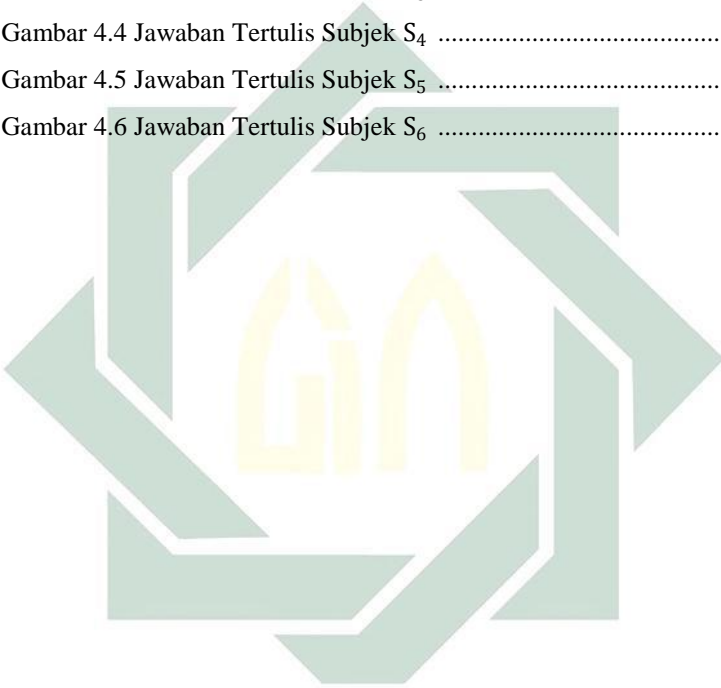 Gambar 4.4 Jawaban Tertulis Subjek S₄ ........................................
Gambar 4.5 Jawaban Tertulis Subjek S₅ ........................................
Gambar 4.6 Jawaban Tertulis Subjek S₆ ........................................